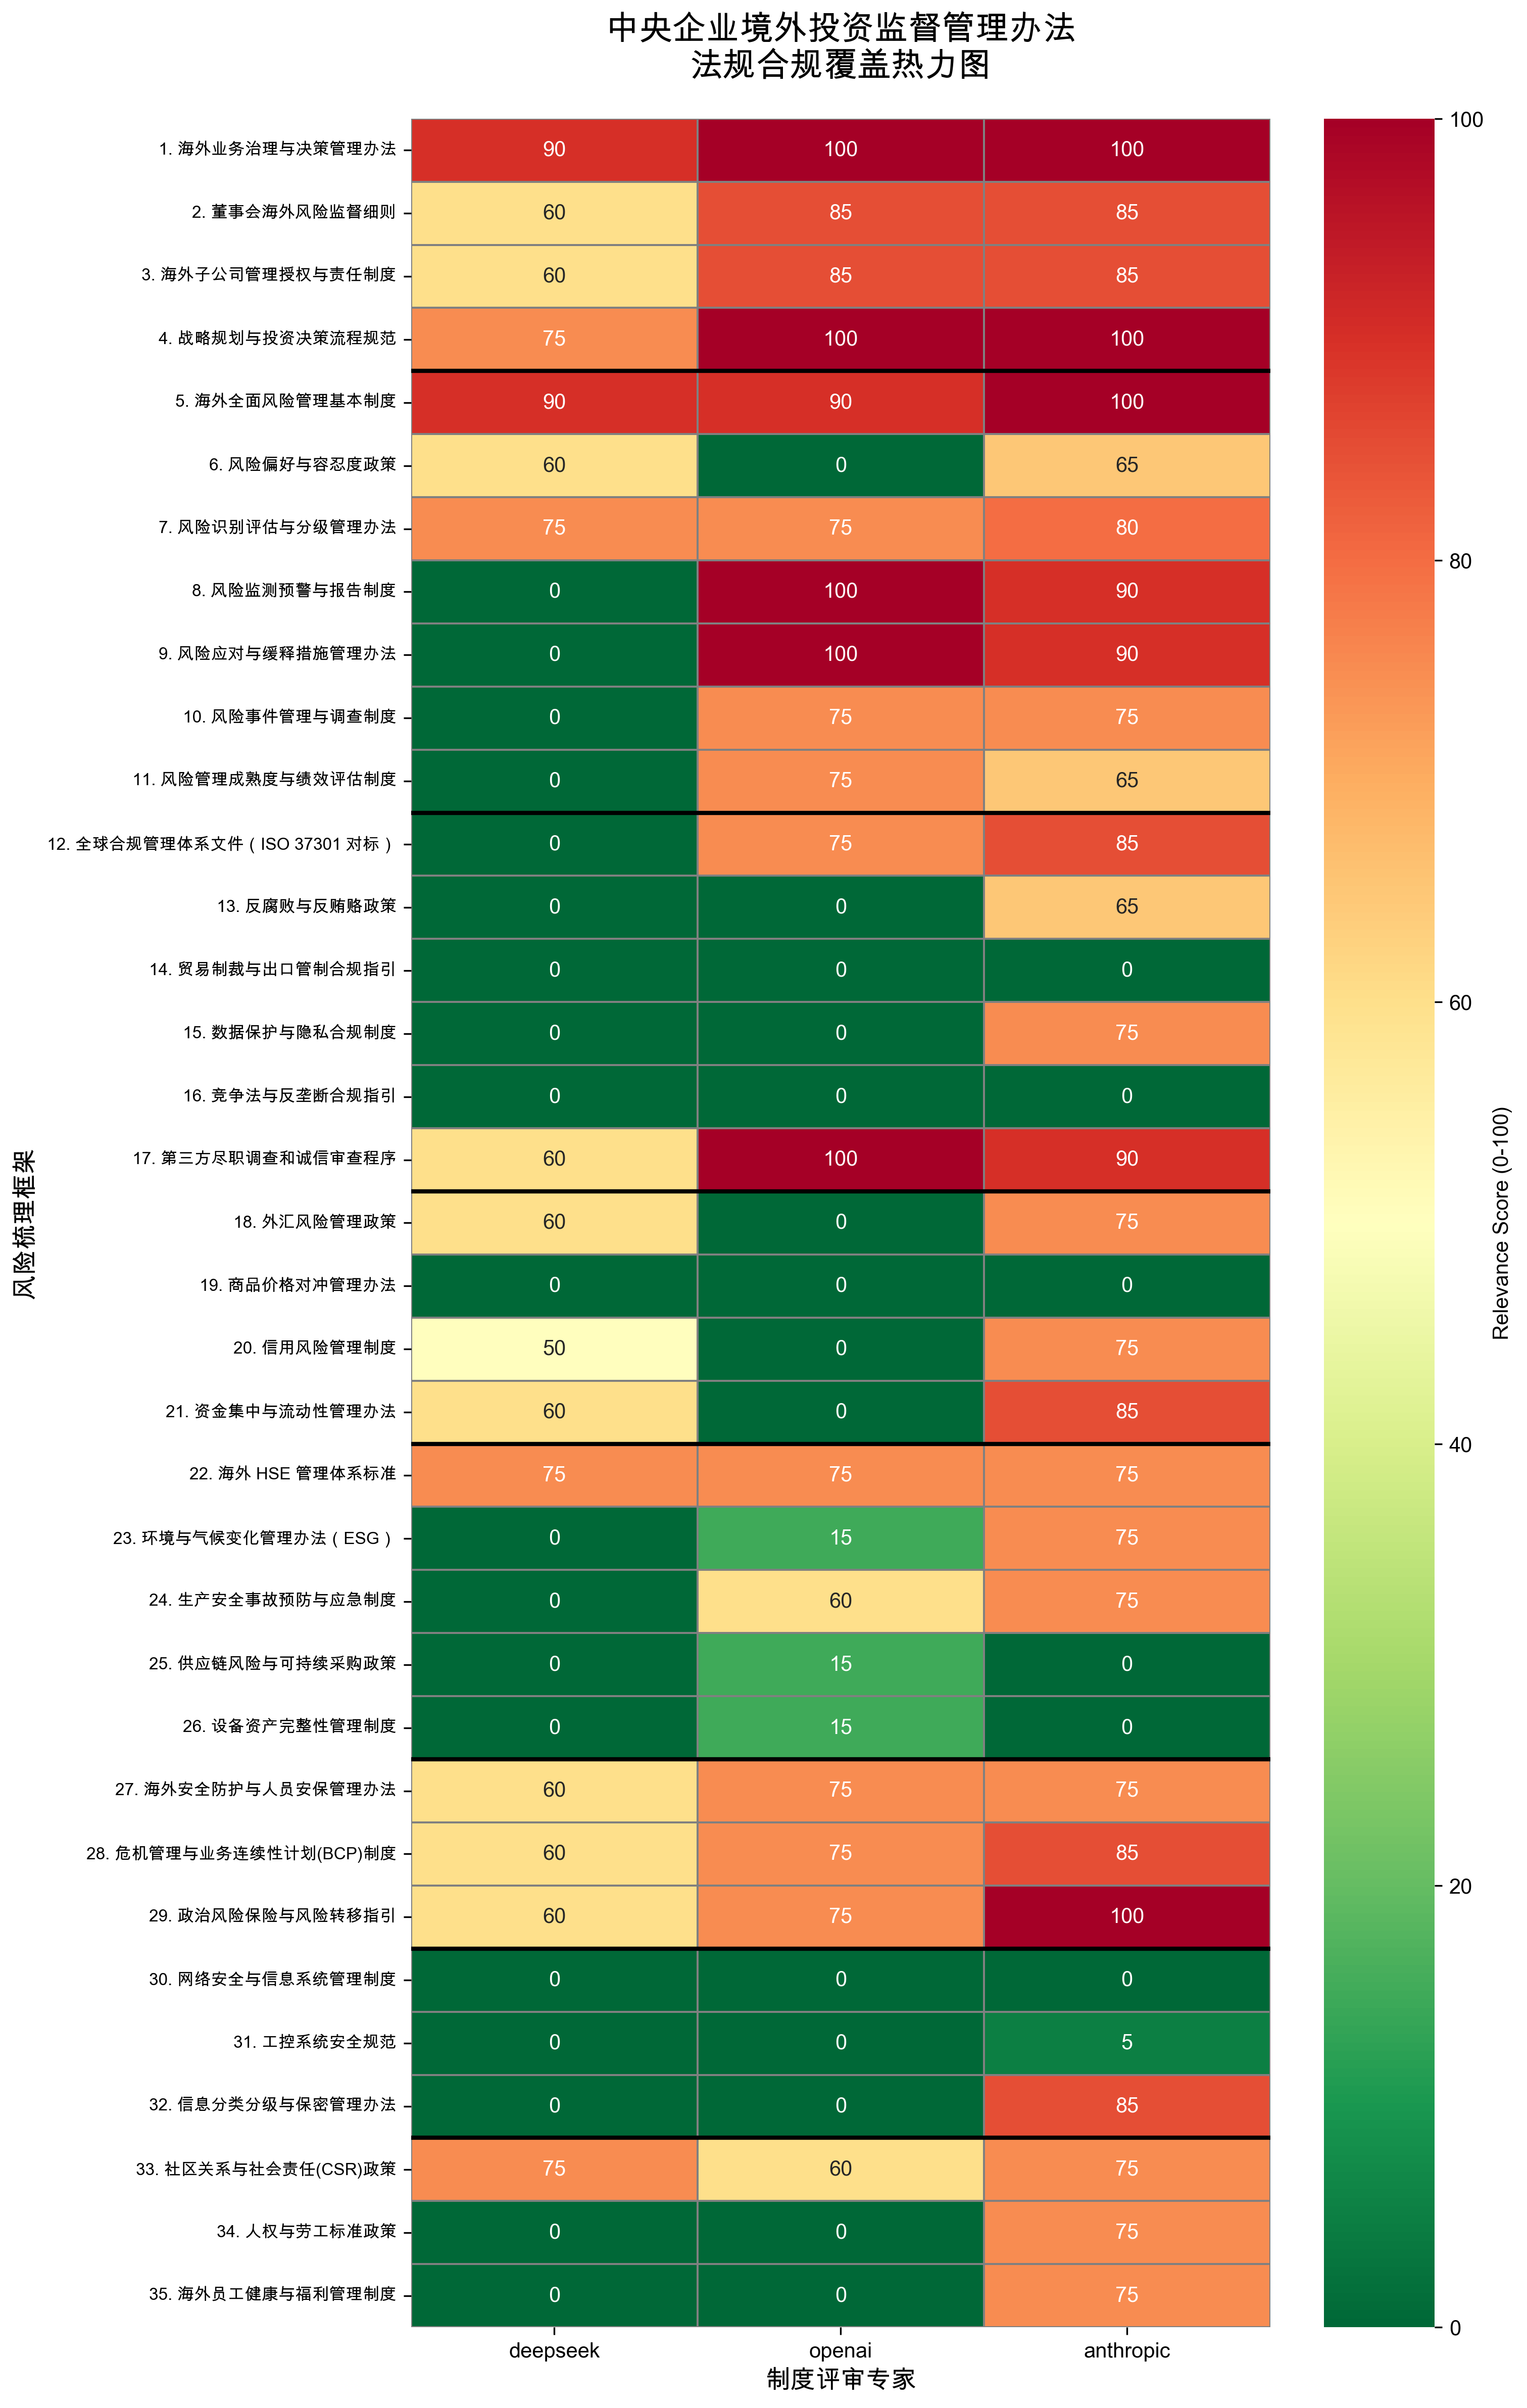 中央企业境外投资监督管理办法
法规合规覆盖热力图
1. 海外业务治理与决策管理办法 90 100 100
2. 董事会海外风险监督细则 60 85 85
3. 海外子公司管理授权与责任制度 60 85 85
4. 战略规划与投资决策流程规范 75 100 100
5. 海外全面风险管理基本制度 90 90 100
6. 风险偏好与容忍度政策 60 0 65
7. 风险识别评估与分级管理办法 75 75 80
8. 风险监测预警与报告制度 0 100 90
9. 风险应对与缓释措施管理办法 0 100 90
10. 风险事件管理与调查制度 0 75 75
11. 风险管理成熟度与绩效评估制度 0 75 65
12. 全球合规管理体系文件（ISO 37301 对标） 0 75 85
13. 反腐败与反贿赂政策 0 0 65
14. 贸易制裁与出口管制合规指引 0 0 0
15. 数据保护与隐私合规制度 0 0 75
16. 竞争法与反垄断合规指引 0 0 0
17. 第三方尽职调查和诚信审查程序 60 100 90
18. 外汇风险管理政策 60 0 75
19. 商品价格对冲管理办法 0 0 0
20. 信用风险管理制度 50 0 75
21. 资金集中与流动性管理办法 60 0 85
22. 海外 HSE 管理体系标准 75 75 75
23. 环境与气候变化管理办法（ESG） 0 15 75
24. 生产安全事故预防与应急制度 0 60 75
25. 供应链风险与可持续采购政策 0 15 0
26. 设备资产完整性管理制度 0 15 0
27. 海外安全防护与人员安保管理办法 60 75 75
28. 危机管理与业务连续性计划(BCP)制度 60 75 85
29. 政治风险保险与风险转移指引 60 75 100
30. 网络安全与信息系统管理制度 0 0 0
31. 工控系统安全规范 0 0 5
32. 信息分类分级与保密管理办法 0 0 85
33. 社区关系与社会责任(CSR)政策 75 60 75
34. 人权与劳工标准政策 0 0 75
35. 海外员工健康与福利管理制度 0 0 75
deepseek openai anthropic
制度评审专家
风险梳理框架
100
80
60
40
20
0
Relevance Score (0-100)